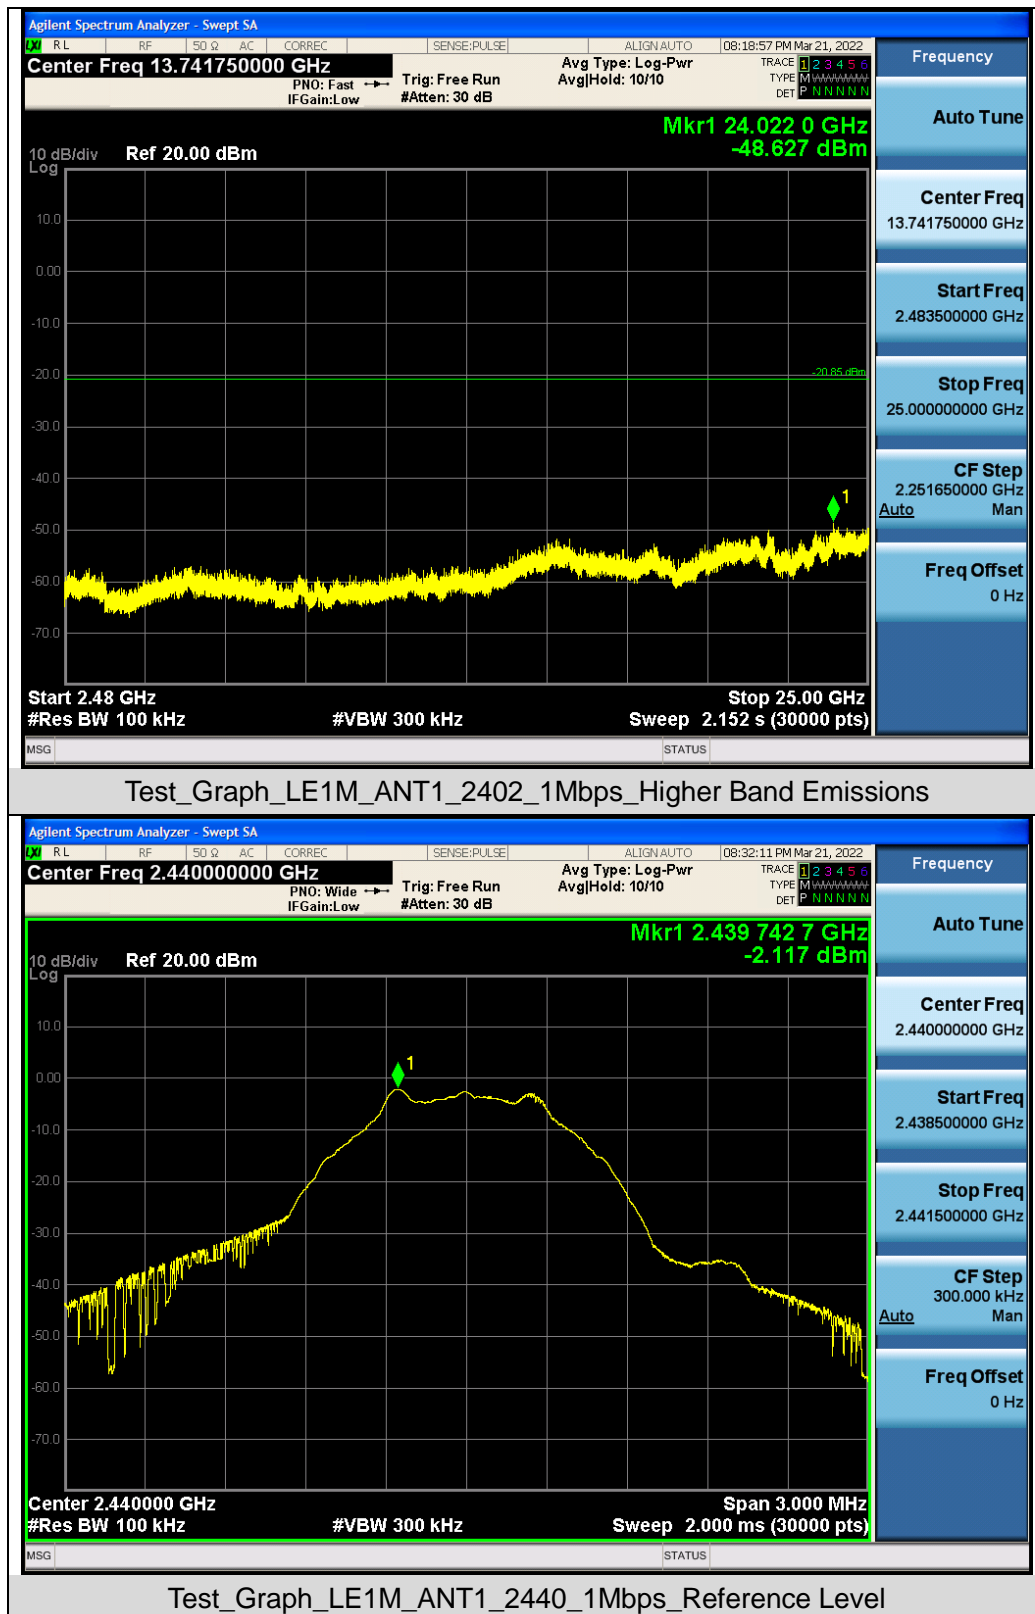 Agilent Spectrum Analyzer - Swept SA
LXI RL RF 50 Ω AC CORREC SENSE:PULSE ALIGN AUTO 08:18:57 PM Mar 21, 2022
Center Freq 13.741750000 GHz
PNO: Fast
IFGain:Low
Trig: Free Run
#Atten: 30 dB
Avg Type: Log-Pwr
Avg|Hold: 10/10
TRACE 1 2 3 4 5 6
TYPE M
DET P N N N N N
Mkr1 24.022 0 GHz
-48.627 dBm
10 dB/div Ref 20.00 dBm
Log
10.0
0.00
-10.0
-20.0
-20.85 dBm
-30.0
-40.0
1
-50.0
-60.0
-70.0
Start 2.48 GHz Stop 25.00 GHz
#Res BW 100 kHz #VBW 300 kHz Sweep 2.152 s (30000 pts)
MSG STATUS
Frequency
Auto Tune
Center Freq
13.741750000 GHz
Start Freq
2.483500000 GHz
Stop Freq
25.000000000 GHz
CF Step
2.251650000 GHz
Auto Man
Freq Offset
0 Hz
Test_Graph_LE1M_ANT1_2402_1Mbps_Higher Band Emissions
Agilent Spectrum Analyzer - Swept SA
LXI RL RF 50 Ω AC CORREC SENSE:PULSE ALIGN AUTO 08:32:11 PM Mar 21, 2022
Center Freq 2.440000000 GHz
PNO: Wide
IFGain:Low
Trig: Free Run
#Atten: 30 dB
Avg Type: Log-Pwr
Avg|Hold: 10/10
TRACE 1 2 3 4 5 6
TYPE M
DET P N N N N N
Mkr1 2.439 742 7 GHz
-2.117 dBm
10 dB/div Ref 20.00 dBm
Log
10.0
1
0.00
-10.0
-20.0
-30.0
-40.0
-50.0
-60.0
-70.0
Center 2.440000 GHz Span 3.000 MHz
#Res BW 100 kHz #VBW 300 kHz Sweep 2.000 ms (30000 pts)
MSG STATUS
Frequency
Auto Tune
Center Freq
2.440000000 GHz
Start Freq
2.438500000 GHz
Stop Freq
2.441500000 GHz
CF Step
300.000 kHz
Auto Man
Freq Offset
0 Hz
Test_Graph_LE1M_ANT1_2440_1Mbps_Reference Level